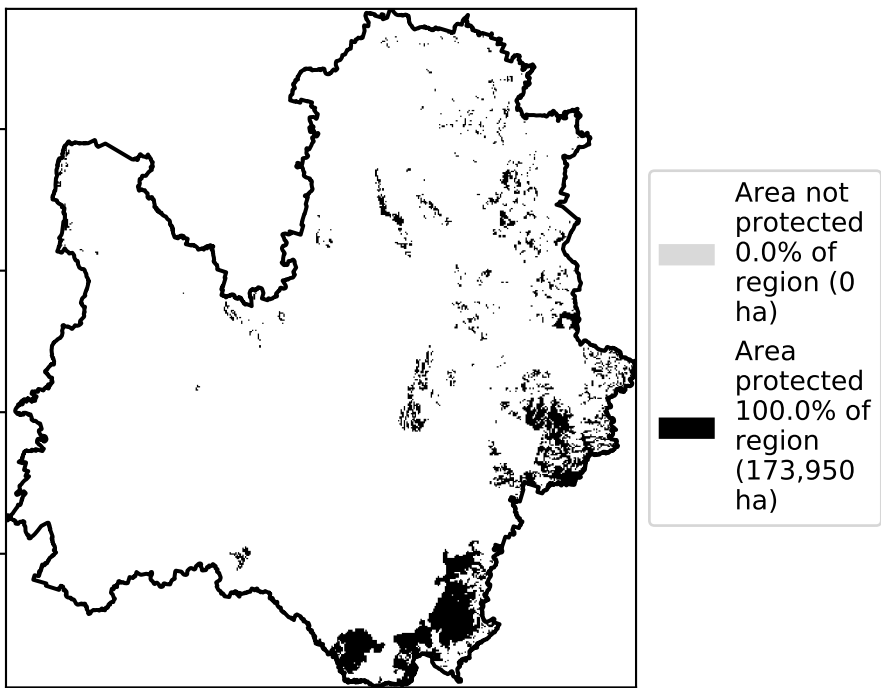 Area not
protected
0.0% of
region (0
ha)
Area
protected
100.0% of
region
(173,950
ha)